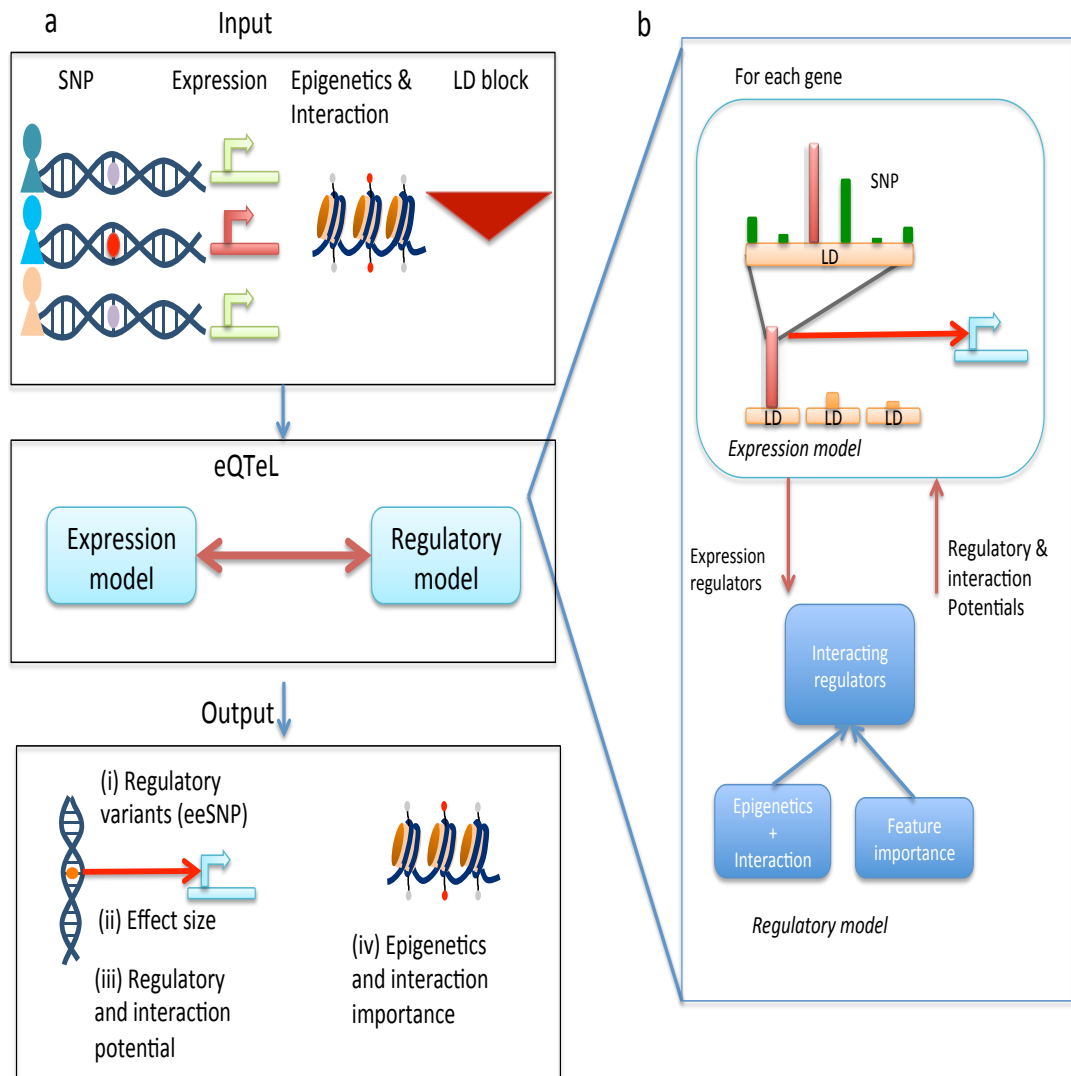 a
Input
SNP
Expression
Epigenetics &
Interaction
LD block
eQTeL
Expression
model
Regulatory
model
Output
(i) Regulatory
variants (eeSNP)
(ii) Effect size
(iii) Regulatory
and interaction
potential
(iv) Epigenetics
and interaction
importance
b
For each gene
SNP
LD
LD
LD
LD
Expression model
Expression
regulators
Regulatory &
interaction
Potentials
Interacting
regulators
Epigenetics
+
Interaction
Feature
importance
Regulatory model